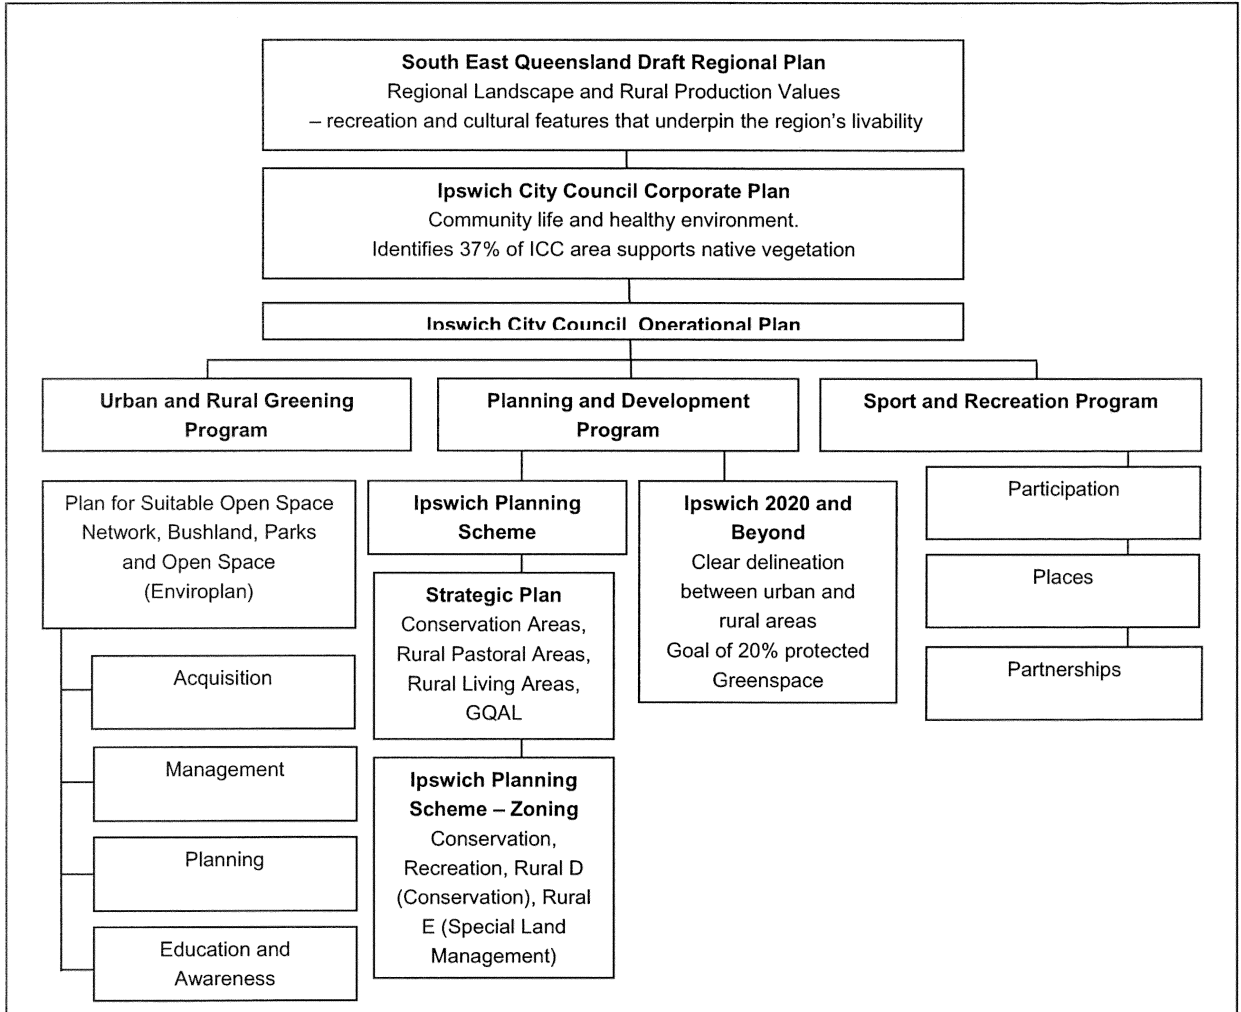 South East Queensland Draft Regional Plan
Regional Landscape and Rural Production Values
– recreation and cultural features that underpin the region's livability
Ipswich City Council Corporate Plan
Community life and healthy environment.
Identifies 37% of ICC area supports native vegetation
Ipswich City Council Operational Plan
Urban and Rural Greening
Program
Planning and Development
Program
Sport and Recreation Program
Plan for Suitable Open Space
Network, Bushland, Parks
and Open Space
(Enviroplan)
Acquisition
Management
Planning
Education and
Awareness
Ipswich Planning
Scheme
Strategic Plan
Conservation Areas,
Rural Pastoral Areas,
Rural Living Areas,
GQAL
Ipswich Planning
Scheme – Zoning
Conservation,
Recreation, Rural D
(Conservation), Rural
E (Special Land
Management)
Ipswich 2020 and
Beyond
Clear delineation
between urban and
rural areas
Goal of 20% protected
Greenspace
Participation
Places
Partnerships